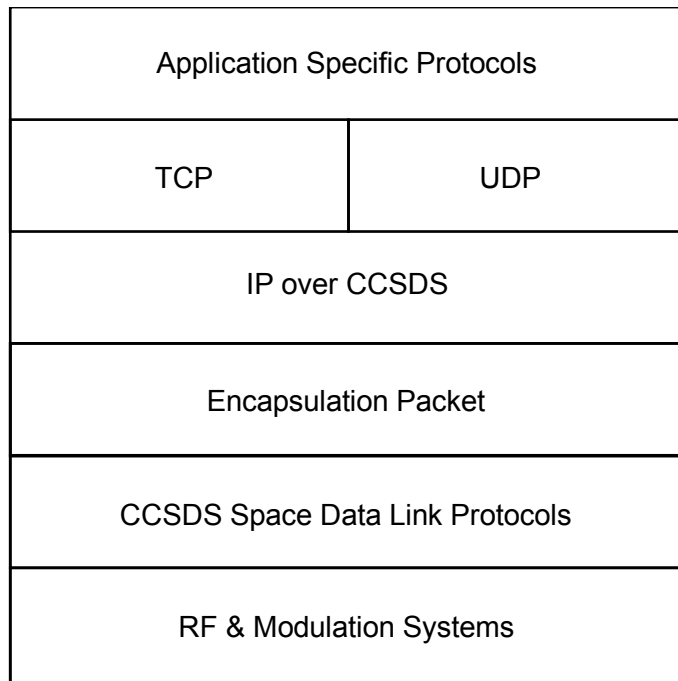 Application Specific Protocols
TCP
UDP
IP over CCSDS
Encapsulation Packet
CCSDS Space Data Link Protocols
RF & Modulation Systems